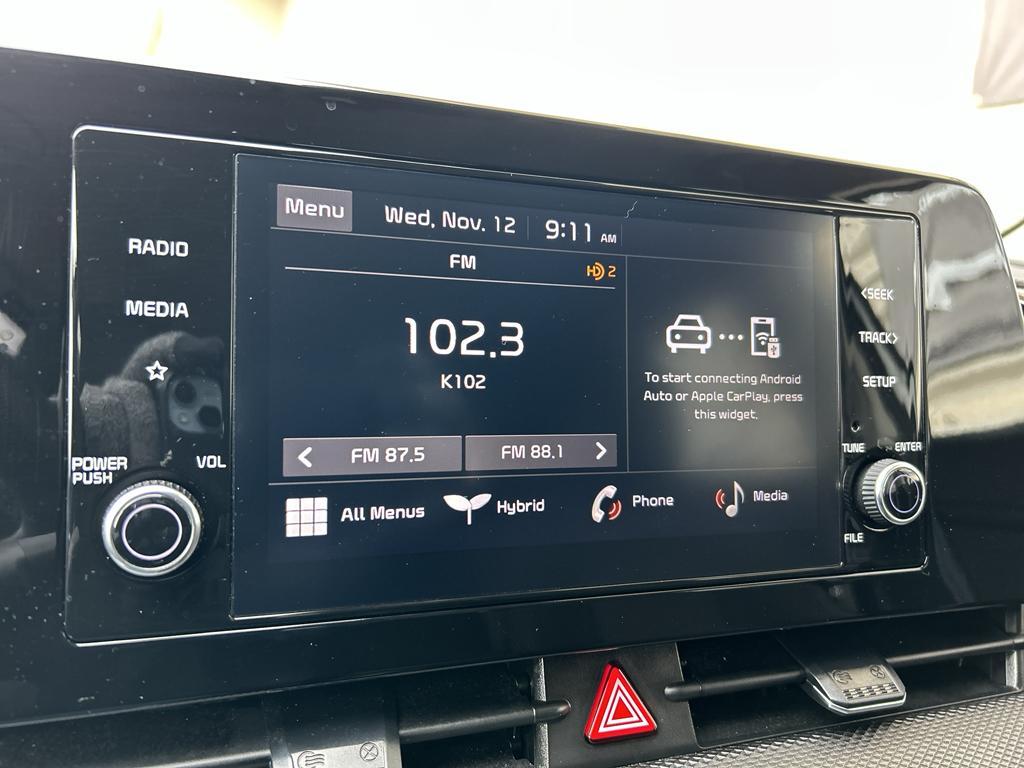 RADIO
MEDIA
POWER
PUSH
VOL
Menu
Wed, Nov. 12
9:11 AM
FM
HD 2
102.3
K102
< FM 87.5
FM 88.1 >
To start connecting Android
Auto or Apple CarPlay, press
this widget.
All Menus
Hybrid
Phone
Media
<SEEK
TRACK>
SETUP
TUNE
ENTER
FILE